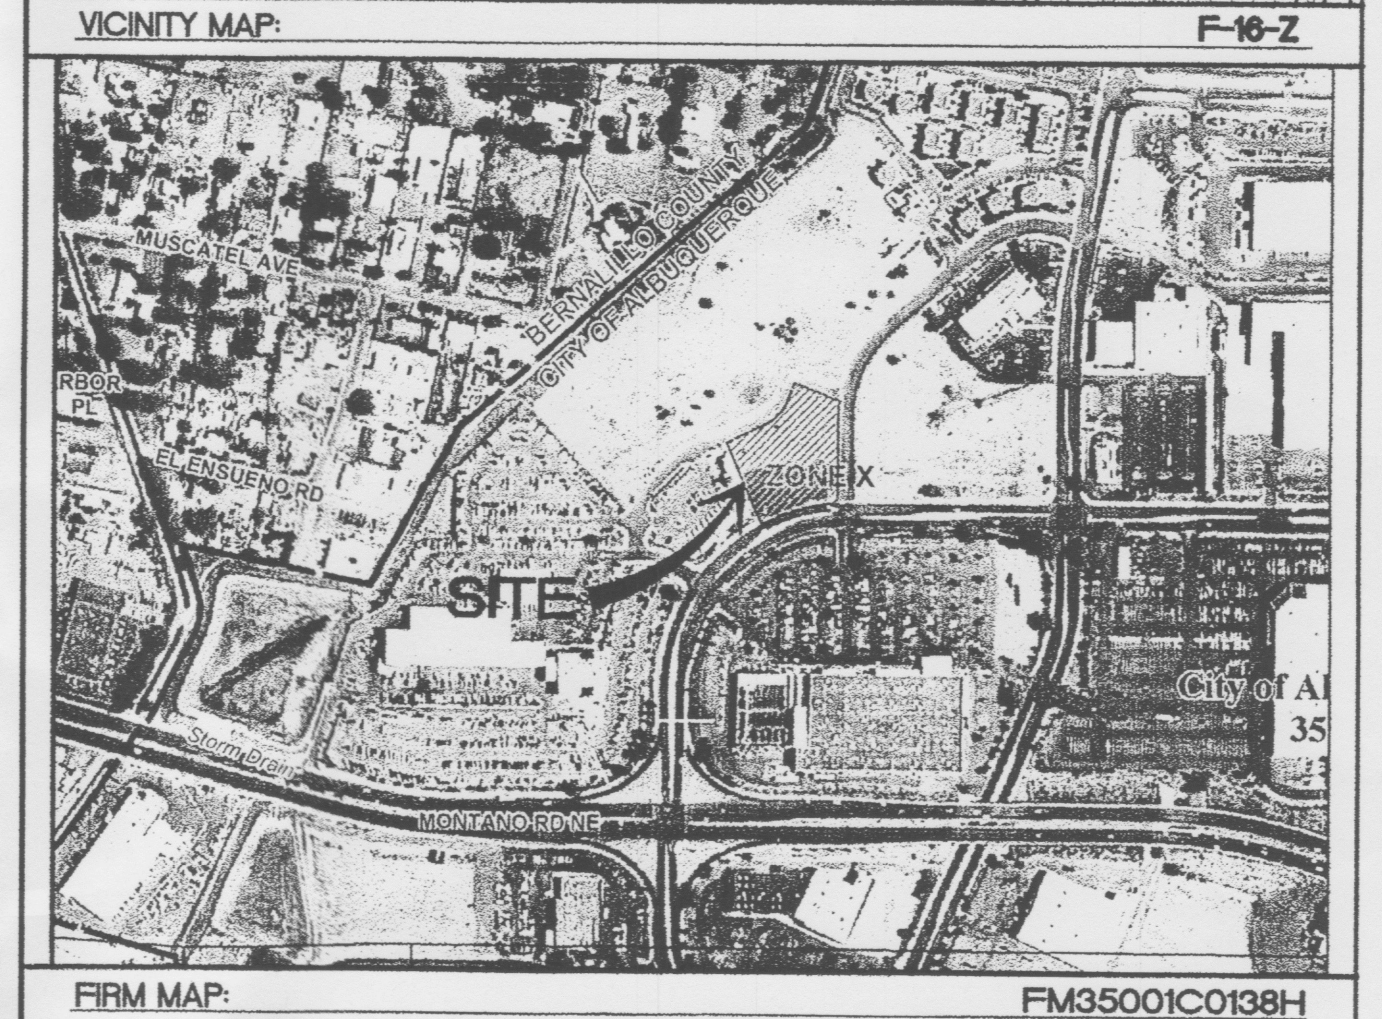 VICINITY MAP: F-16-Z
BERNALILLO COUNTY
CITY OF ALBUQUERQUE
MUSCATEL AVE
RBOR
PL
EL ENSUENO RD
ZONE X
SITE
City of Al
35
Storm Drain
MONTANO RD NE
FIRM MAP: FM35001C0138H